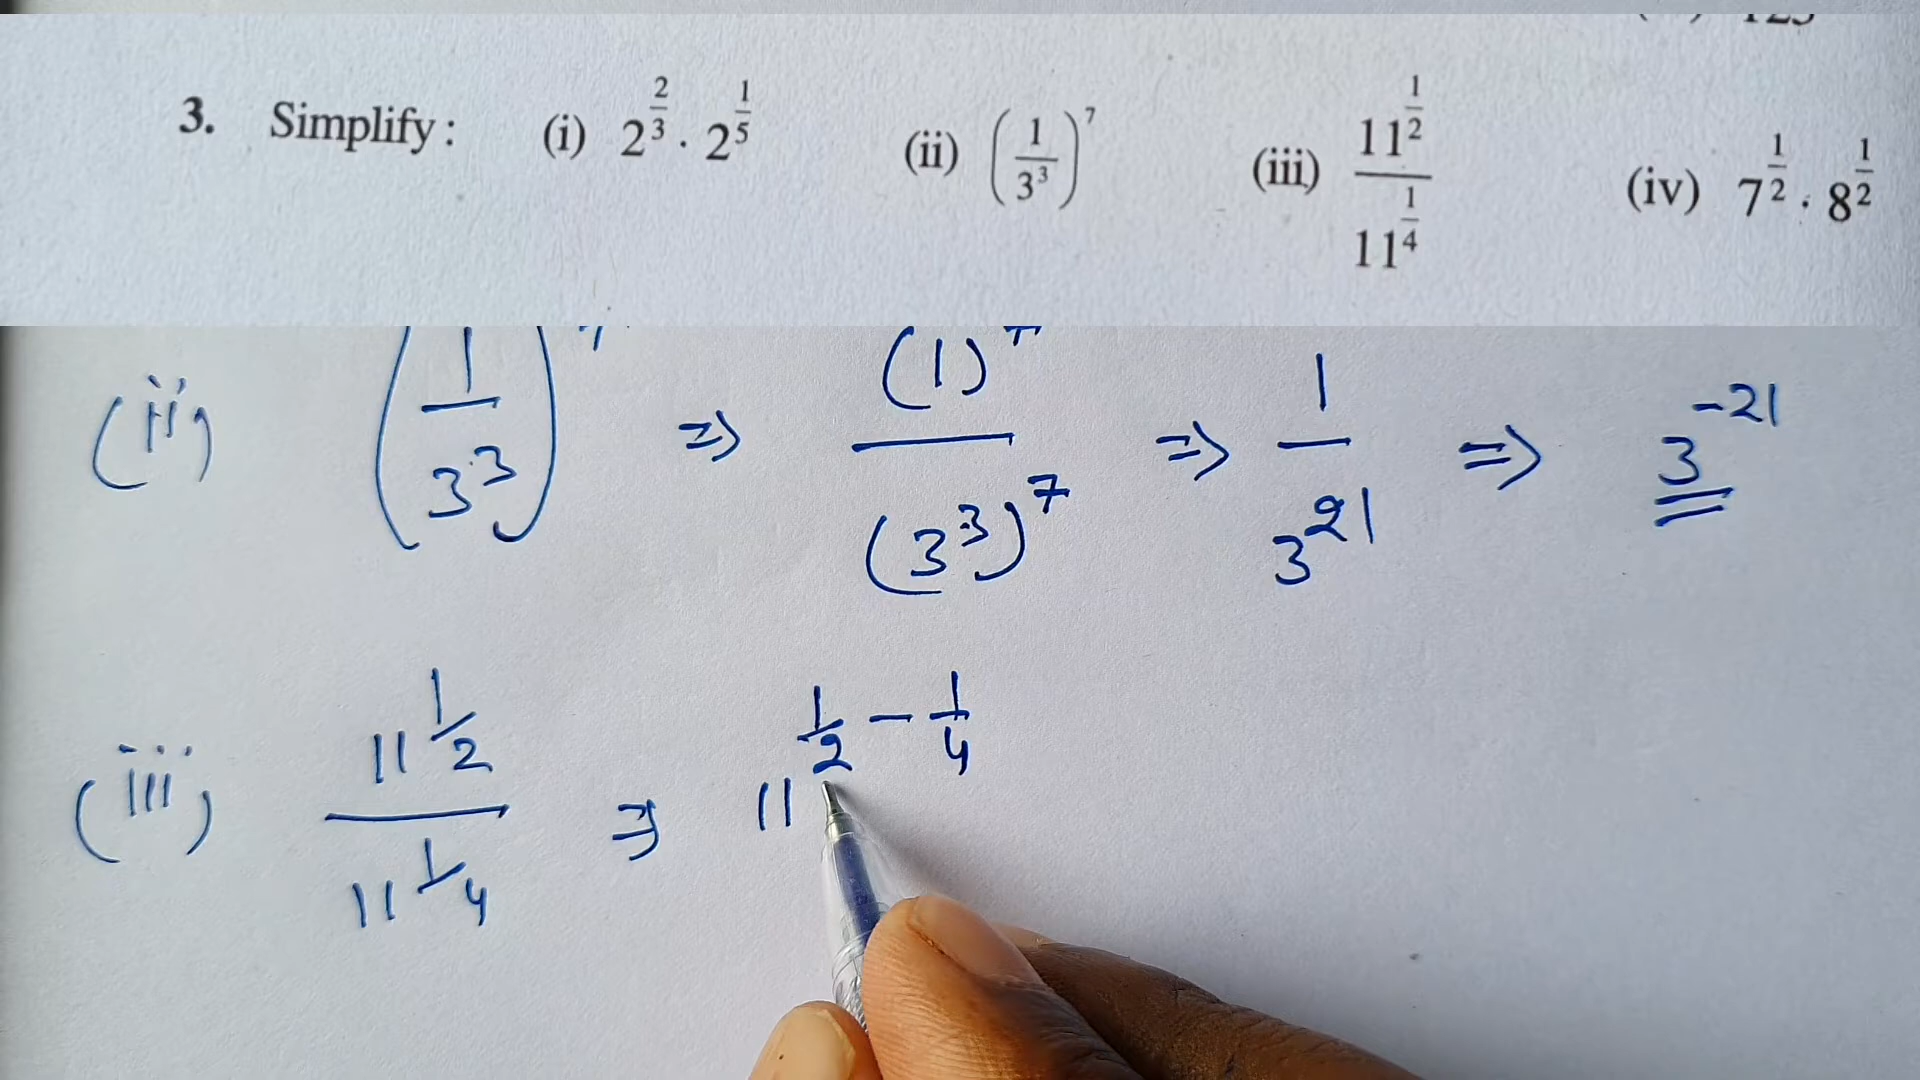 3. Simplify : (i) 2^(2/3) . 2^(1/5) (ii) (1/3^3)^7 (iii) 11^(1/2) / 11^(1/4) (iv) 7^(1/2) . 8^(1/2)
(ii) (1/3^3)^7 => (1)^7/(3^3)^7 => 1/3^21 => 3^-21
(iii) 11^(1/2) / 11^(1/4) => 11^(1/2 - 1/4)